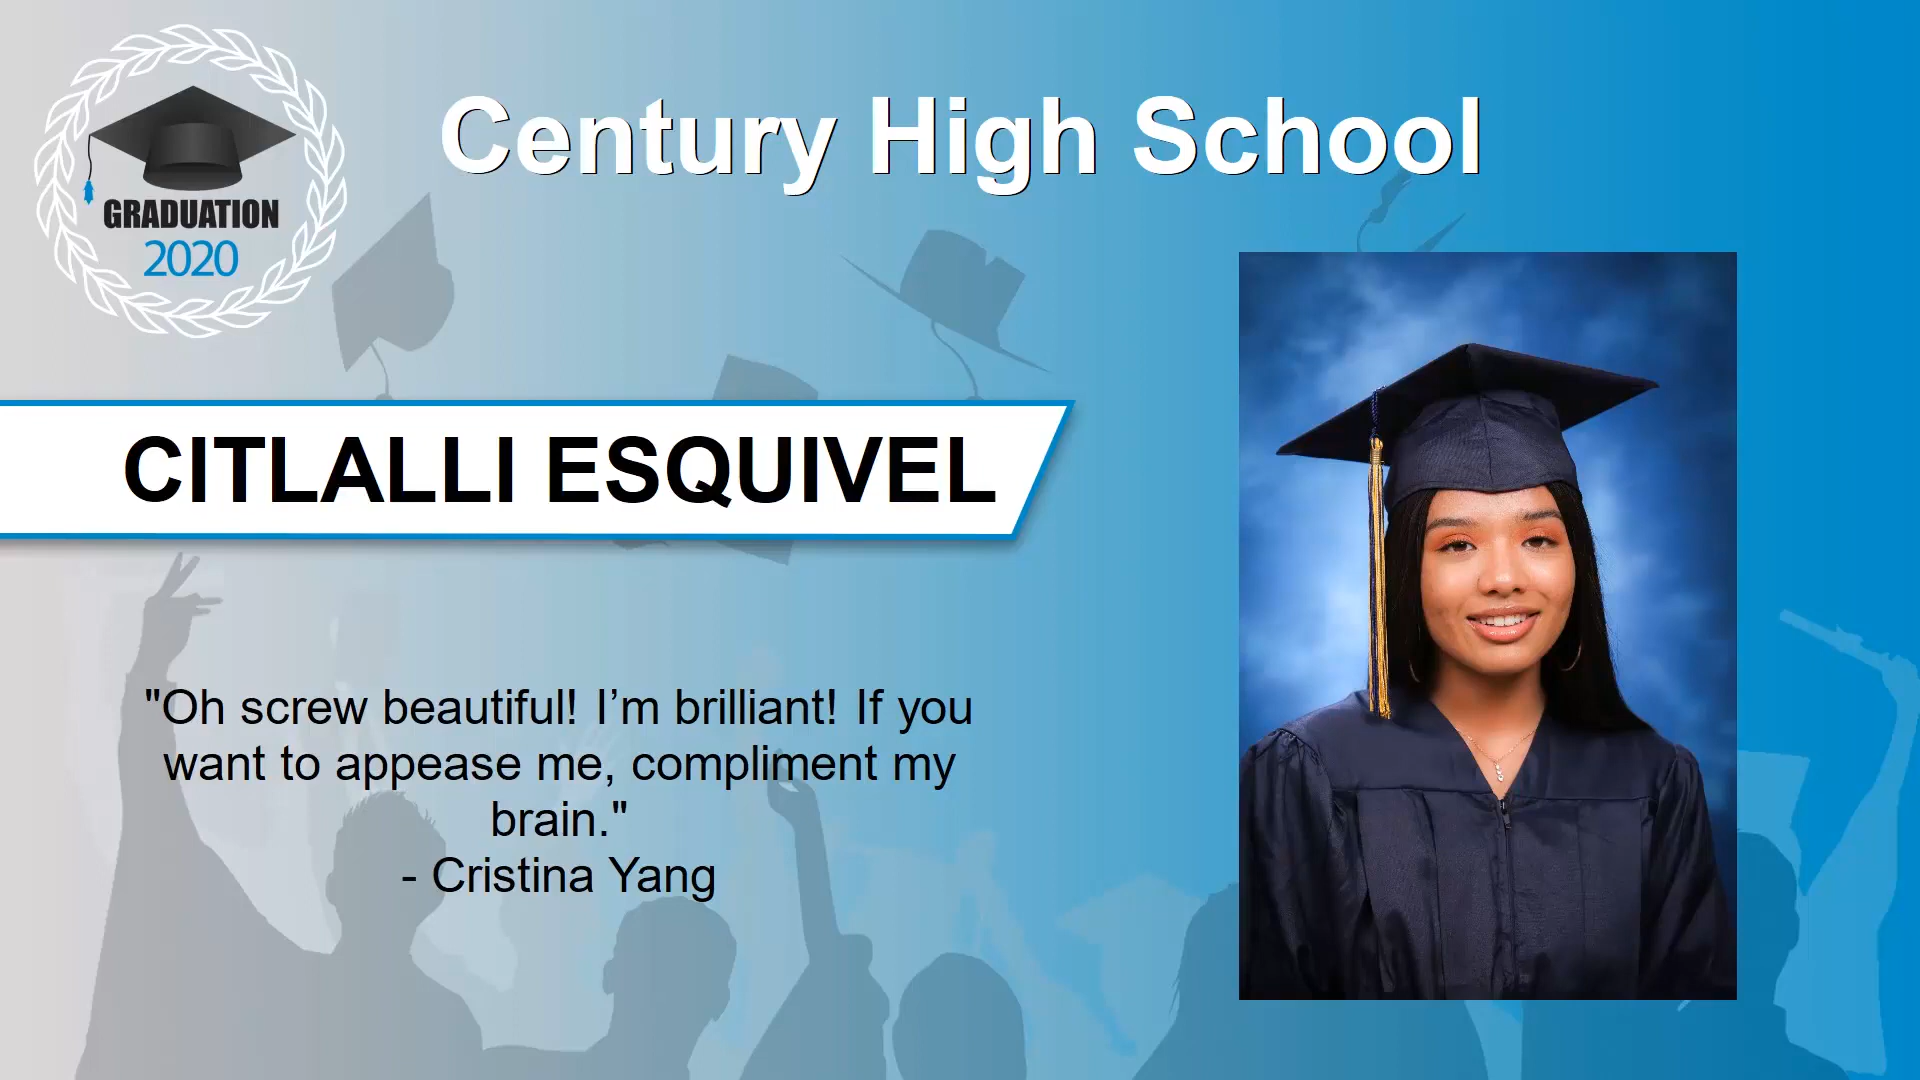 Century High School
GRADUATION
2020
CITLALLI ESQUIVEL
"Oh screw beautiful! I’m brilliant! If you
want to appease me, compliment my
brain."
- Cristina Yang